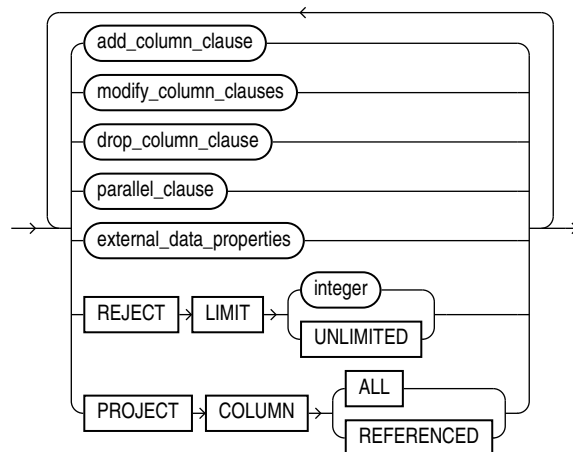 add_column_clause
modify_column_clauses
drop_column_clause
parallel_clause
external_data_properties
REJECT LIMIT integer
UNLIMITED
PROJECT COLUMN ALL
REFERENCED